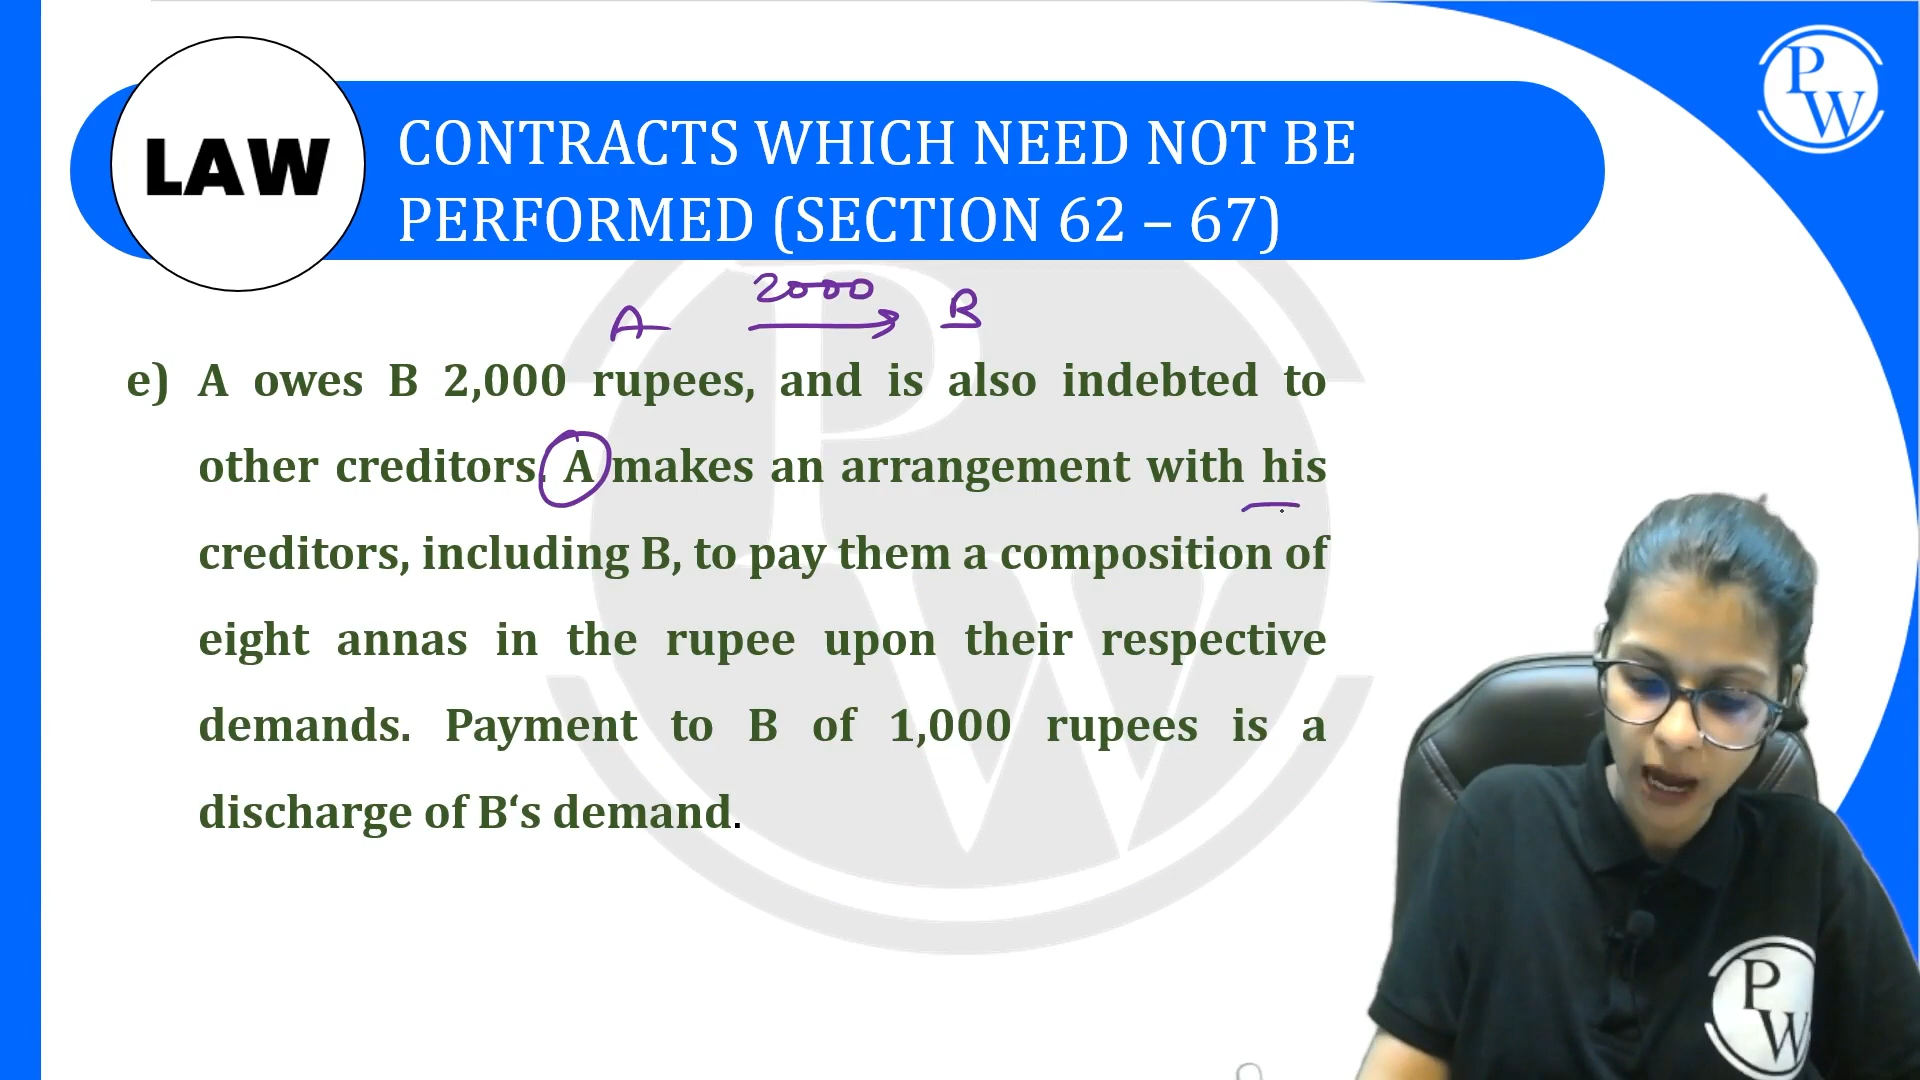 LAW
CONTRACTS WHICH NEED NOT BE
PERFORMED (SECTION 62 – 67)
PW
A 2000 B
e) A owes B 2,000 rupees, and is also indebted to
other creditors. A makes an arrangement with his
creditors, including B, to pay them a composition of
eight annas in the rupee upon their respective
demands. Payment to B of 1,000 rupees is a
discharge of B‘s demand.
PW
PW